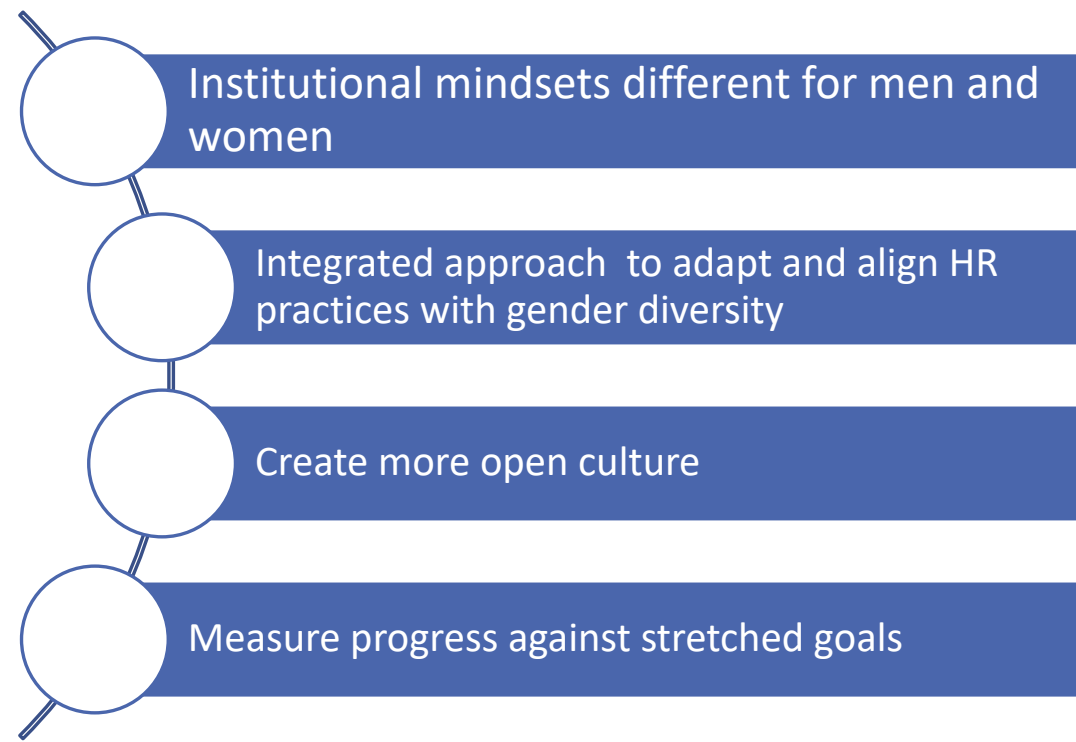 Institutional mindsets different for men and
women
Integrated approach  to adapt and align HR
practices with gender diversity
Create more open culture
Measure progress against stretched goals